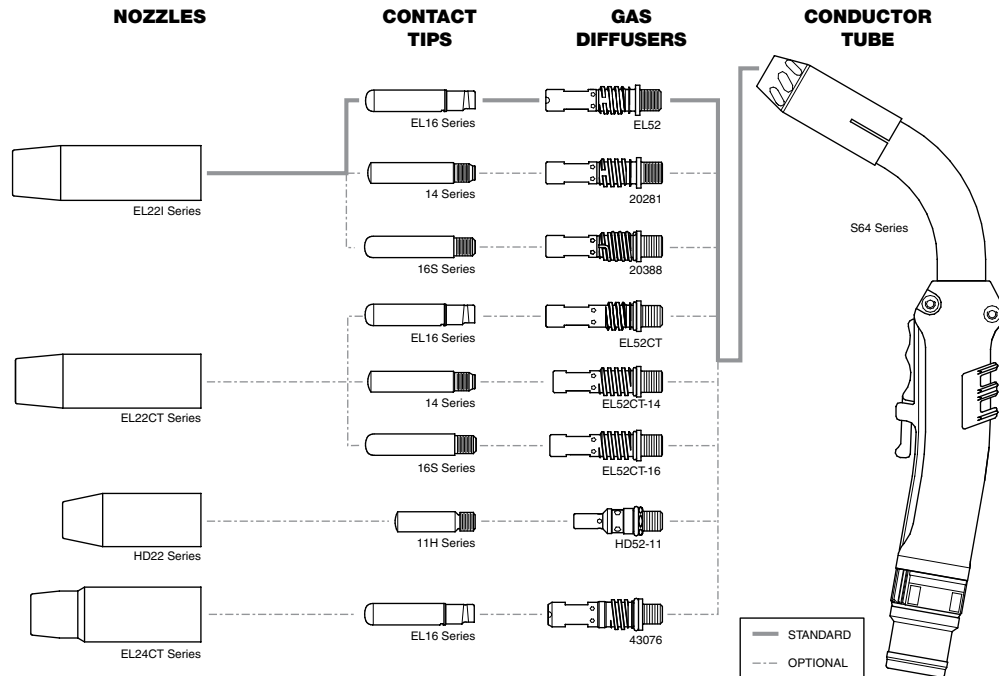 NOZZLES
CONTACT
TIPS
GAS
DIFFUSERS
CONDUCTOR
TUBE
EL16 Series
EL52
EL22I Series
14 Series
20281
S64 Series
16S Series
20388
EL16 Series
EL52CT
EL22CT Series
14 Series
EL52CT-14
16S Series
EL52CT-16
HD22 Series
11H Series
HD52-11
EL24CT Series
EL16 Series
43076
STANDARD
OPTIONAL